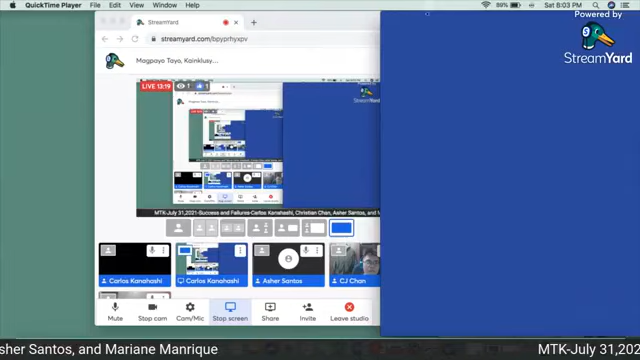 QuickTime Player File Edit View Window Help 89% Sat 8:03 PM
Powered by
StreamYard
StreamYard
streamyard.com/bpyprhyxpv
Magpayo Tayo, Kainklusy...
LIVE 13:19 1 1
StreamYard
MTK-July 31,2021-Success and Failures-Carlos Kanahashi, Christian Chan, Asher Santos, and M
Carlos Kanahashi
Carlos Kanahashi
Asher Santos
CJ Chan
Mute Stop cam Cam/Mic Stop screen Share Invite Leave studio
sher Santos, and Mariane Manrique MTK-July 31,202